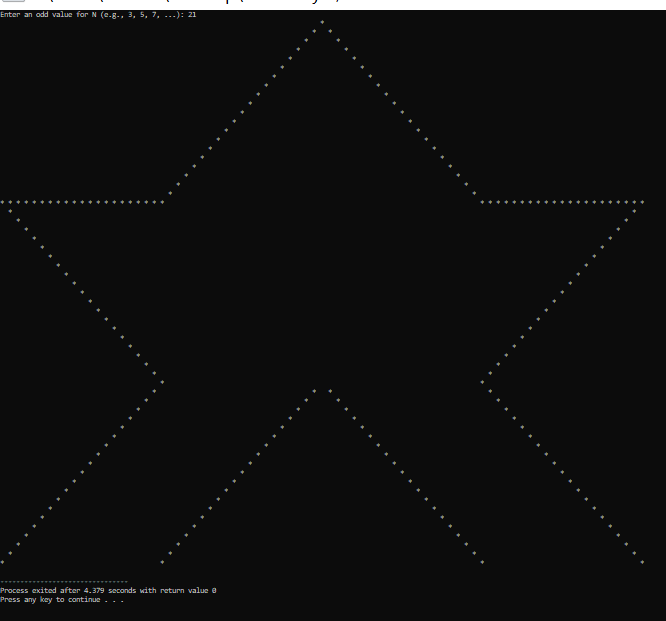 Enter an odd value for N (e.g., 3, 5, 7, ...): 21
--------------------------------
Process exited after 4.379 seconds with return value 0
Press any key to continue . . .